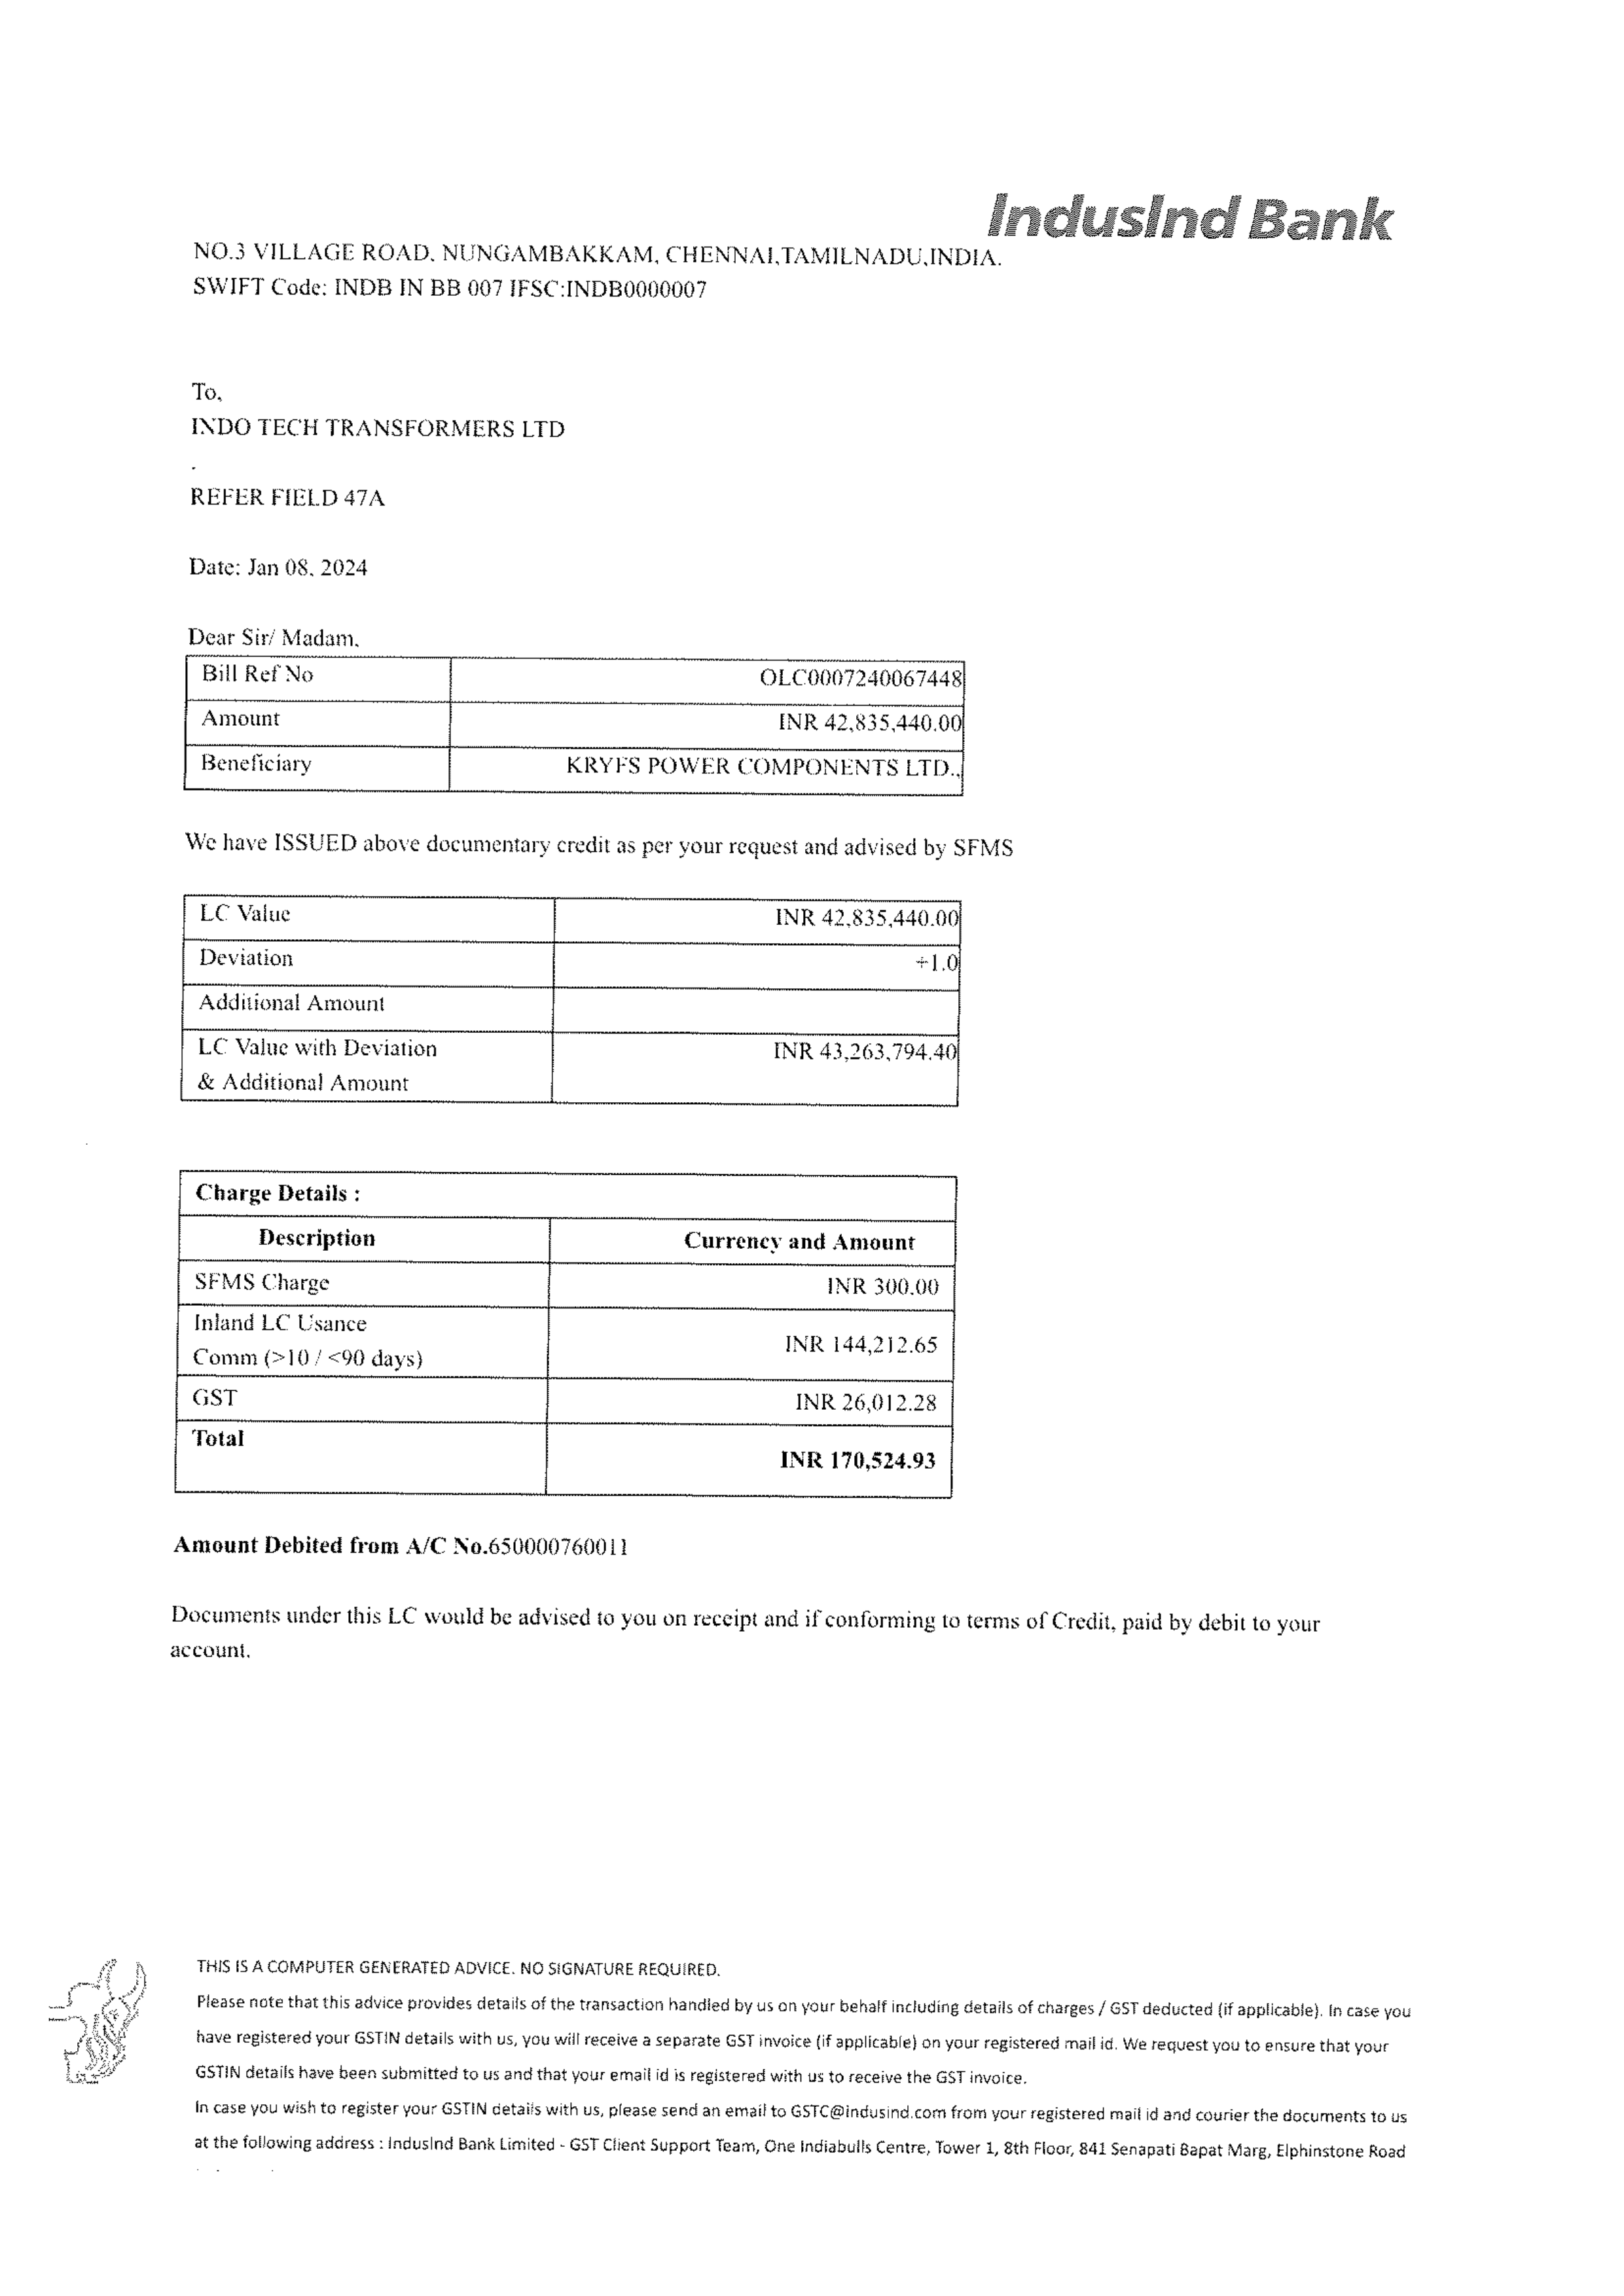 IndusInd Bank
NO.3 VILLAGE ROAD, NUNGAMBAKKAM, CHENNAI,TAMILNADU,INDIA.
SWIFT Code: INDB IN BB 007 IFSC:INDB0000007
To,
INDO TECH TRANSFORMERS LTD
.
REFER FIELD 47A
Date: Jan 08, 2024
Dear Sir/ Madam,
Bill Ref No OLC0007240067448
Amount INR 42,835,440.00
Beneficiary KRYFS POWER COMPONENTS LTD.,
We have ISSUED above documentary credit as per your request and advised by SFMS
LC Value INR 42,835,440.00
Deviation +1.0
Additional Amount
LC Value with Deviation INR 43,263,794.40
& Additional Amount
Charge Details :
Description Currency and Amount
SFMS Charge INR 300.00
Inland LC Usance
Comm (>10 / <90 days) INR 144,212.65
GST INR 26,012.28
Total INR 170,524.93
Amount Debited from A/C No.650000760011
Documents under this LC would be advised to you on receipt and if conforming to terms of Credit, paid by debit to your
account.
THIS IS A COMPUTER GENERATED ADVICE. NO SIGNATURE REQUIRED.
Please note that this advice provides details of the transaction handled by us on your behalf including details of charges / GST deducted (if applicable). In case you
have registered your GSTIN details with us, you will receive a separate GST invoice (if applicable) on your registered mail id. We request you to ensure that your
GSTIN details have been submitted to us and that your email id is registered with us to receive the GST invoice.
In case you wish to register your GSTIN details with us, please send an email to GSTC@indusind.com from your registered mail id and courier the documents to us
at the following address : IndusInd Bank Limited - GST Client Support Team, One Indiabulls Centre, Tower 1, 8th Floor, 841 Senapati Bapat Marg, Elphinstone Road